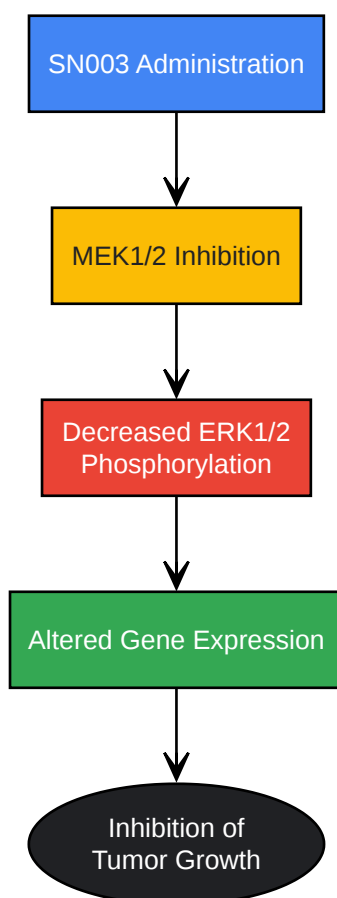 SN003 Administration
MEK1/2 Inhibition
Decreased ERK1/2
Phosphorylation
Altered Gene Expression
Inhibition of
Tumor Growth